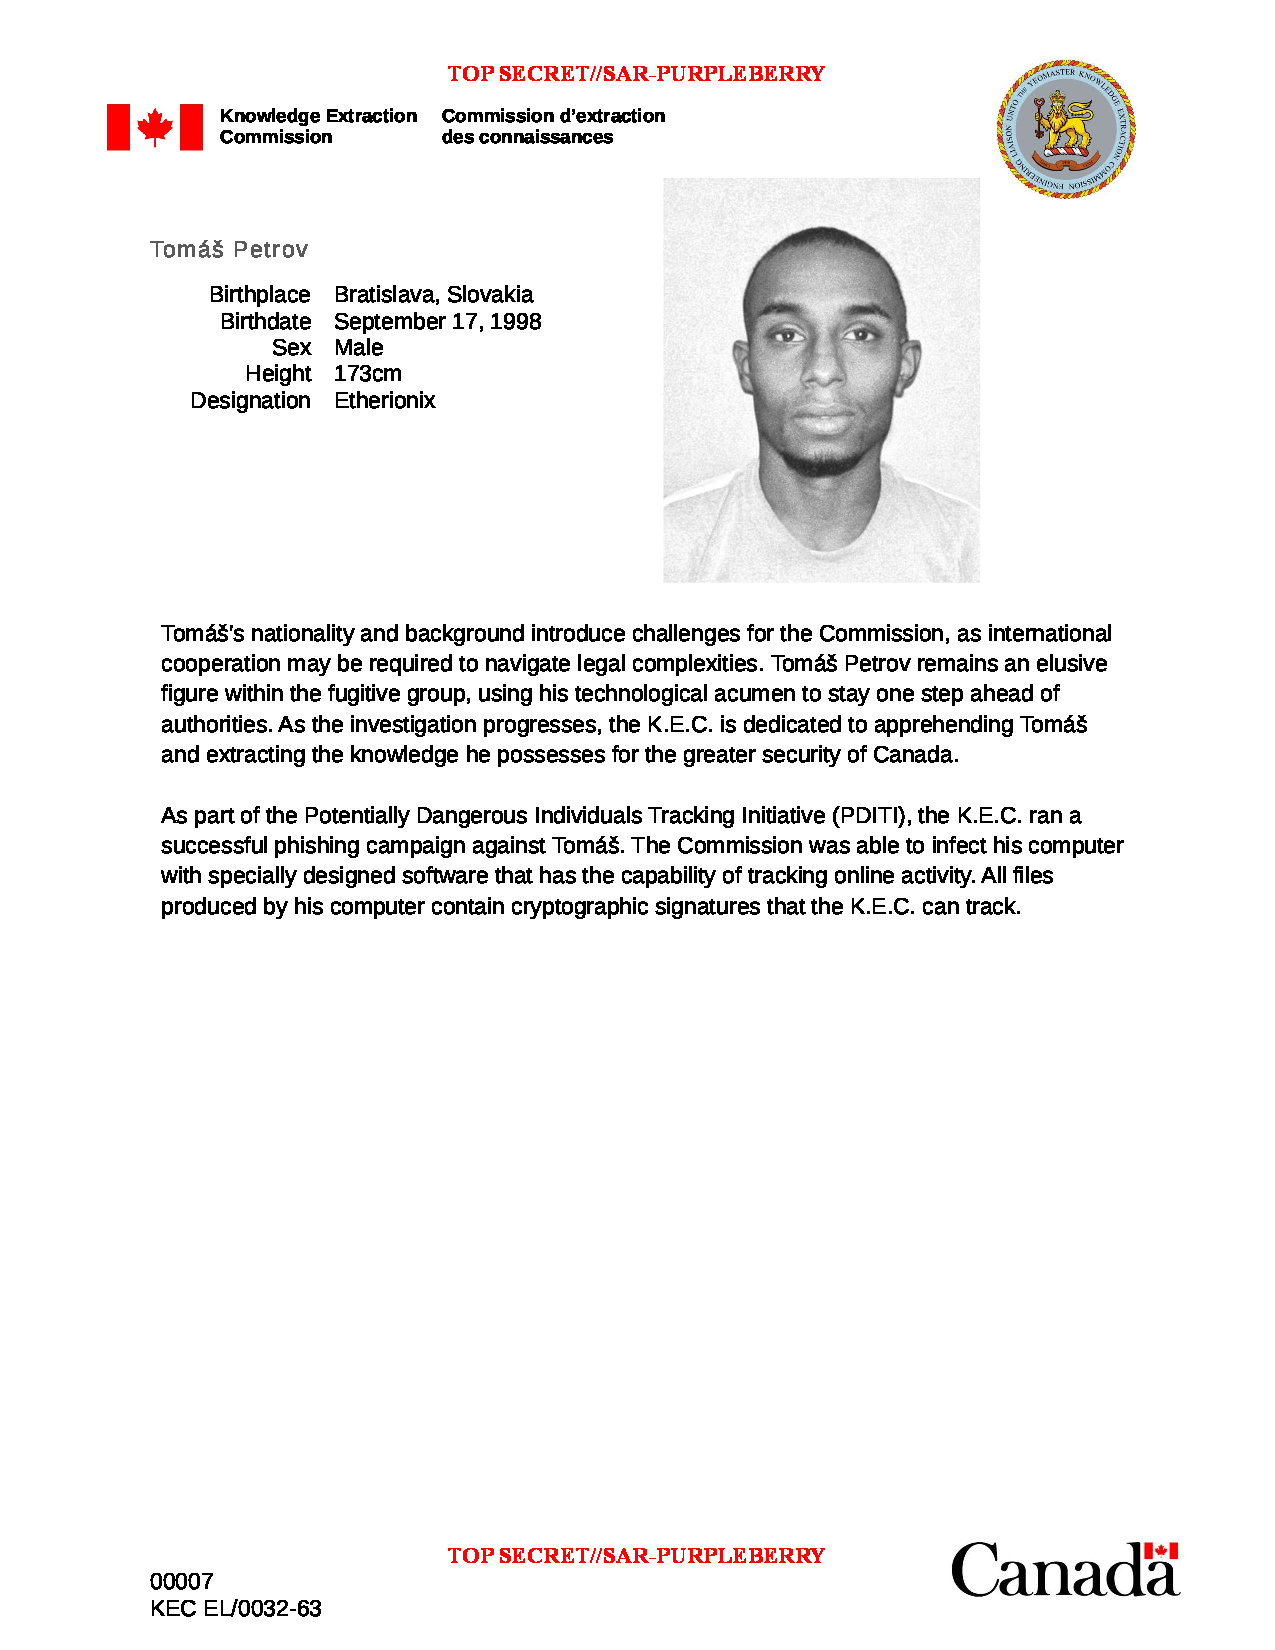 TOP SECRET//SAR-PURPLEBERRY
Knowledge Extraction Commission d'extraction
Commission des connaissances
ENGINEERING LIAISON UNTO THE YEOMASTER KNOWLEDGE EXTRACTION COMMISSION
Tomáš Petrov
Birthplace Bratislava, Slovakia
Birthdate September 17, 1998
Sex Male
Height 173cm
Designation Etherionix
Tomáš's nationality and background introduce challenges for the Commission, as international
cooperation may be required to navigate legal complexities. Tomáš Petrov remains an elusive
figure within the fugitive group, using his technological acumen to stay one step ahead of
authorities. As the investigation progresses, the K.E.C. is dedicated to apprehending Tomáš
and extracting the knowledge he possesses for the greater security of Canada.
As part of the Potentially Dangerous Individuals Tracking Initiative (PDITI), the K.E.C. ran a
successful phishing campaign against Tomáš. The Commission was able to infect his computer
with specially designed software that has the capability of tracking online activity. All files
produced by his computer contain cryptographic signatures that the K.E.C. can track.
TOP SECRET//SAR-PURPLEBERRY
00007
KEC EL/0032-63
Canada